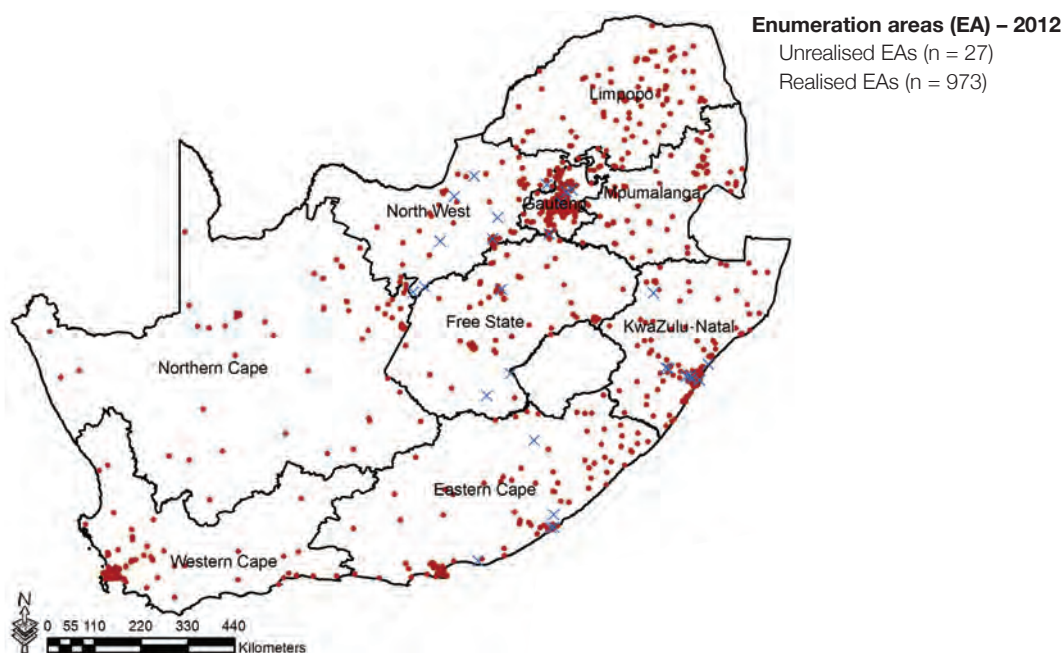 Enumeration areas (EA) – 2012
Unrealised EAs (n = 27)
Realised EAs (n = 973)
Limpopo
Mpumalanga
Gauteng
North West
Free State
KwaZulu-Natal
Northern Cape
Eastern Cape
Western Cape
N
0 55 110 220 330 440
Kilometers